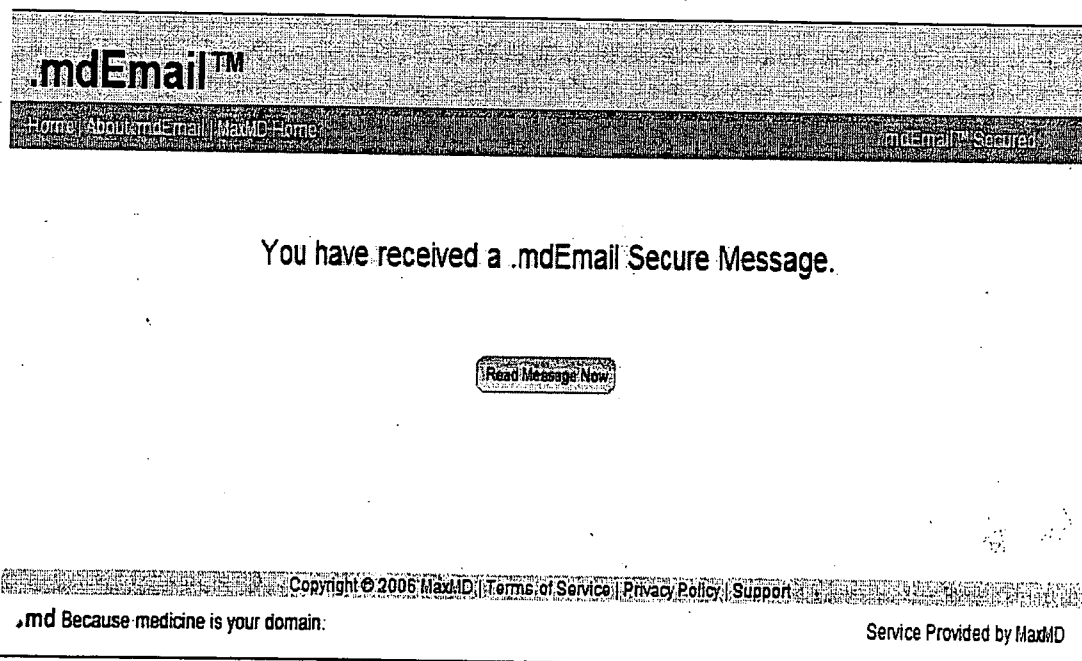 .mdEmail™
Home | About .mdEmail | MaxMD Home
.mdEmail™ Secured
You have received a .mdEmail Secure Message.
Read Message Now
Copyright © 2006 MaxMD | Terms of Service | Privacy Policy | Support
.md Because medicine is your domain.
Service Provided by MaxMD